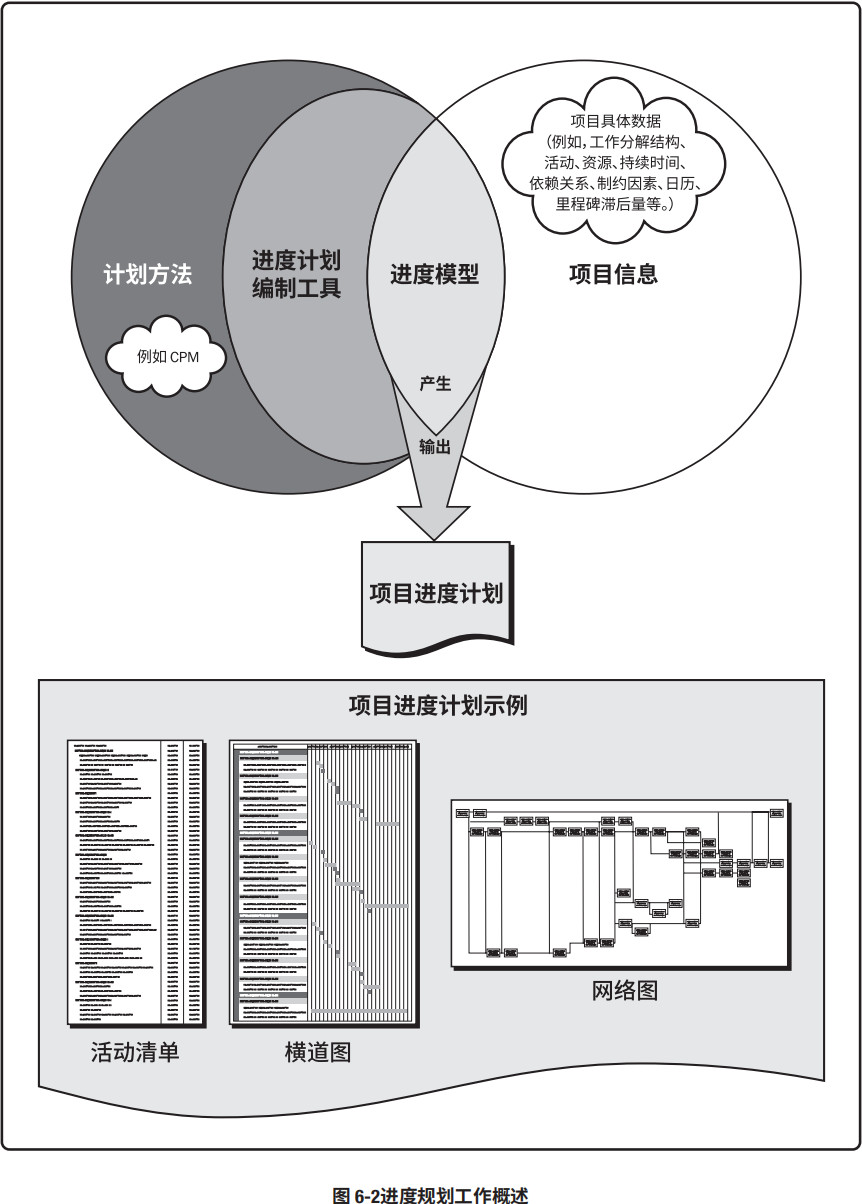 项目具体数据
（例如，工作分解结构、
活动、资源、持续时间、
依赖关系、制约因素、日历、
里程碑滞后量等。）
计划方法
进度计划
编制工具
进度模型
项目信息
例如 CPM
产生
输出
项目进度计划
项目进度计划示例
活动清单
横道图
网络图
图 6-2进度规划工作概述